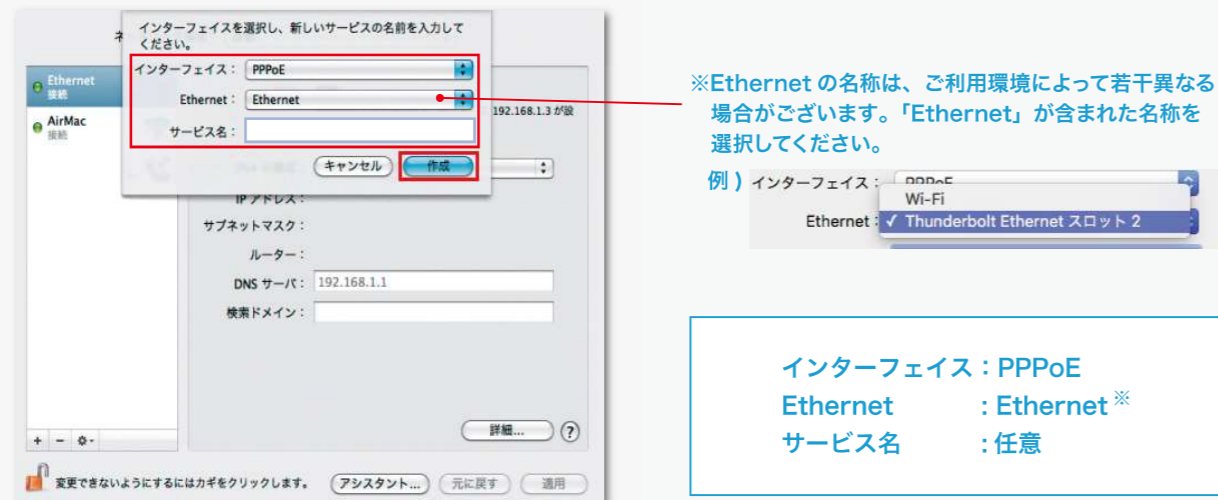 インターフェイスを選択し、新しいサービスの名前を入力して
ください。
インターフェイス： PPPoE
Ethernet： Ethernet
サービス名：
キャンセル 作成
ネ
Ethernet
接続
AirMac
接続
192.168.1.3 が設
IP アドレス：
サブネットマスク：
ルーター：
DNS サーバ： 192.168.1.1
検索ドメイン：
詳細... ?
+ −
変更できないようにするにはカギをクリックします。 アシスタント... 元に戻す 適用
※Ethernet の名称は、ご利用環境によって若干異なる
場合がございます。「Ethernet」が含まれた名称を
選択してください。
例 ) インターフェイス： PPPoE
Wi-Fi
Ethernet： ✓ Thunderbolt Ethernet スロット 2
インターフェイス：PPPoE
Ethernet : Ethernet ※
サービス名 : 任意